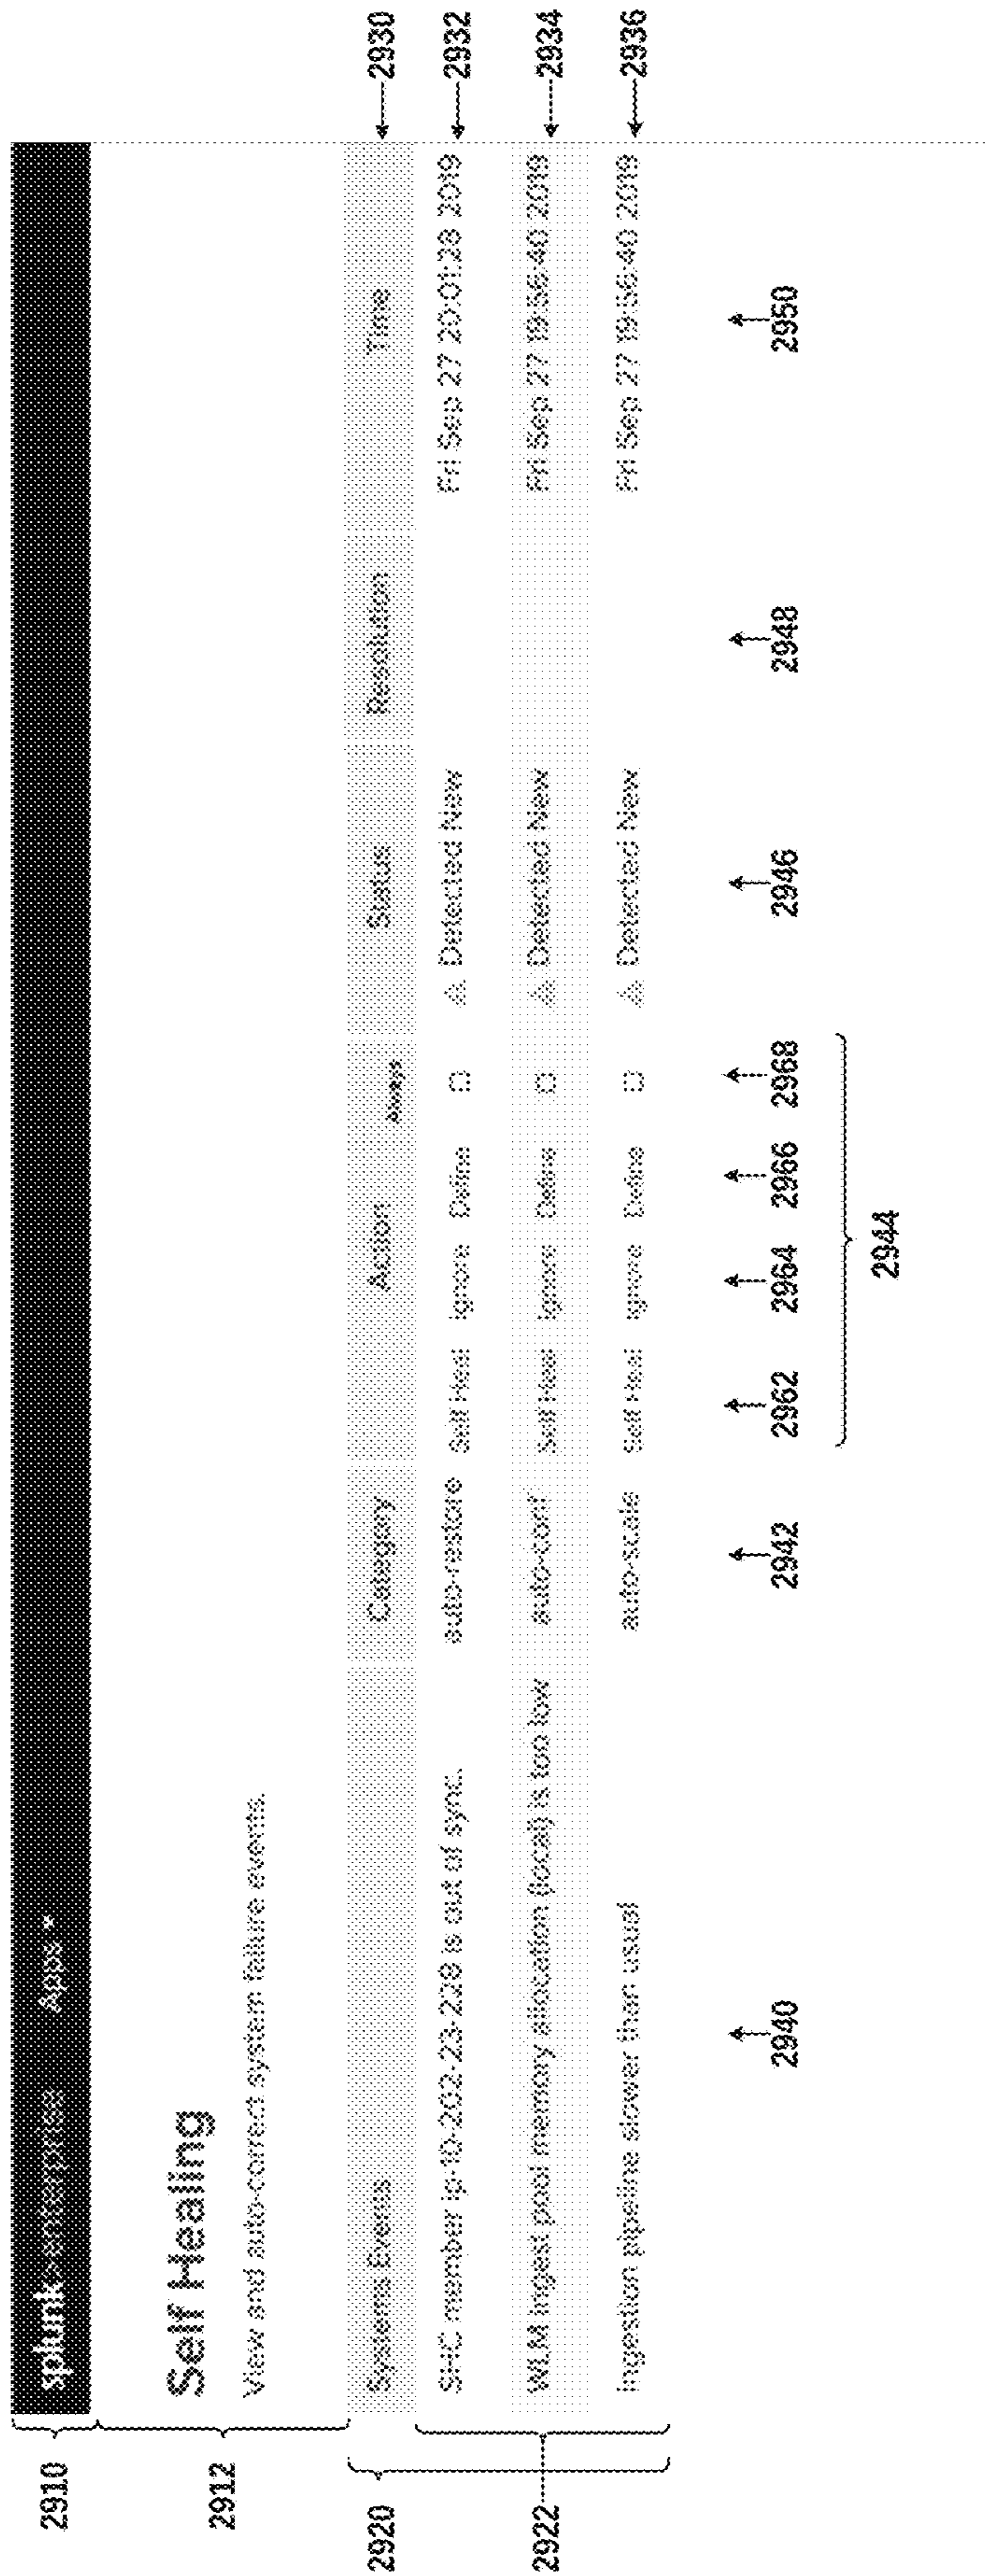 2910
splunk>enterprise Apps ▾
2912
Self Healing
View and auto-correct system failure events.
2920
Systems Events Category Action Always Status Resolution Time
2930
2922
SHC member ip-10-202-23-228 is out of sync. auto-restore Self Heal Ignore Define Detected New Fri Sep 27 20:01:28 2019
2932
WLM ingest pool memory allocation (local) is too low auto-conf Self Heal Ignore Define Detected New Fri Sep 27 19:56:40 2019
2934
Ingestion pipeline slower than usual auto-scale Self Heal Ignore Define Detected New Fri Sep 27 19:56:40 2019
2936
2940 2942 2962 2964 2966 2968 2946 2948 2950
2944